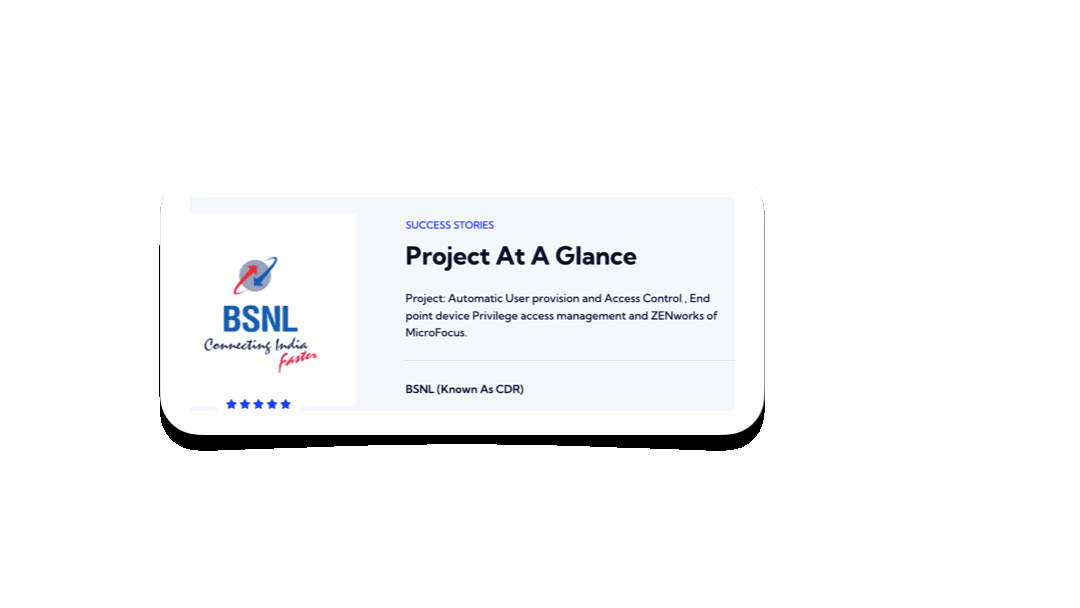 SUCCESS STORIES
Project At A Glance
Project: Automatic User provision and Access Control , End
point device Privilege access management and ZENworks of
MicroFocus.
BSNL
Connecting India
Faster
BSNL (Known As CDR)